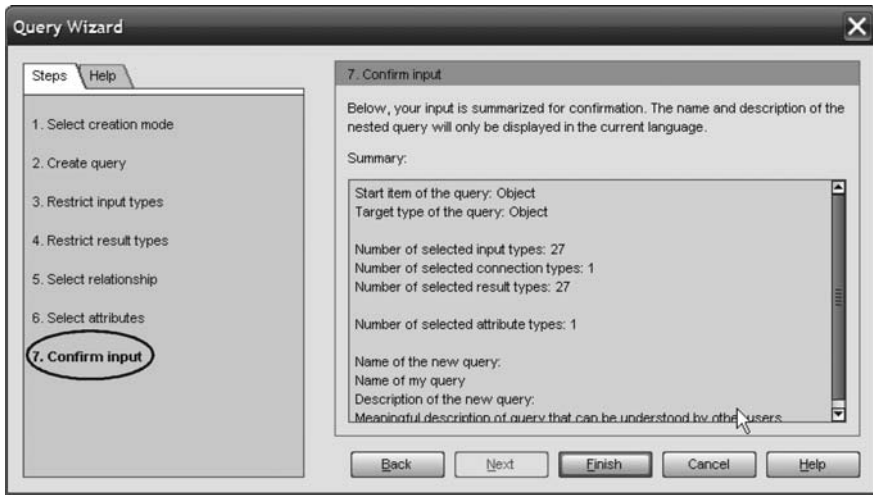 Query Wizard
Steps Help
1. Select creation mode
2. Create query
3. Restrict input types
4. Restrict result types
5. Select relationship
6. Select attributes
7. Confirm input
7. Confirm input
Below, your input is summarized for confirmation. The name and description of the
nested query will only be displayed in the current language.
Summary:
Start item of the query: Object
Target type of the query: Object
Number of selected input types: 27
Number of selected connection types: 1
Number of selected result types: 27
Number of selected attribute types: 1
Name of the new query:
Name of my query
Description of the new query:
Meaningful description of query that can be understood by other users
Back Next Finish Cancel Help